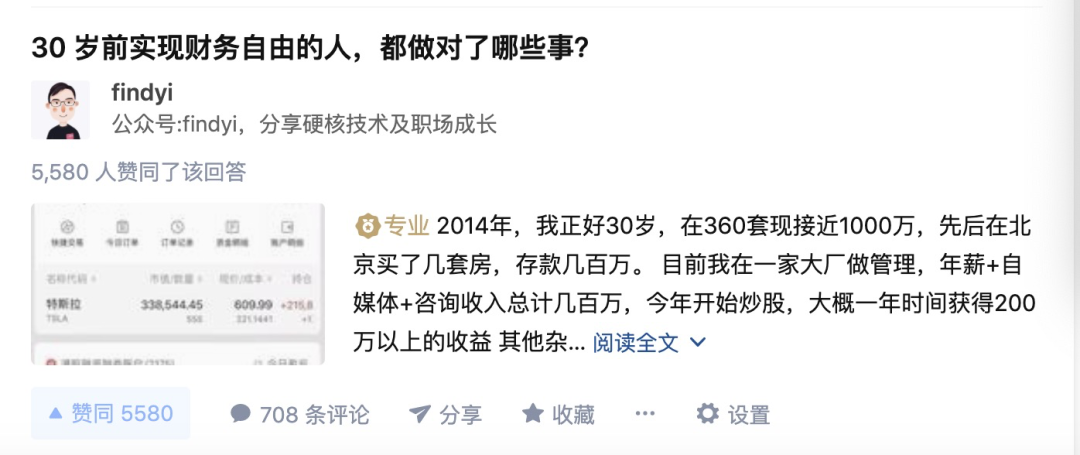 30 岁前实现财务自由的人，都做对了哪些事？
findyi
公众号:findyi，分享硬核技术及职场成长
5,580 人赞同了该回答
快捷交易 今日订单 订单记录 资金明细 账户明细
名称代码 市值/数量 现价/成本 持仓
特斯拉 338,544.45 609.99 +215,8
TSLA 555 221.1441
专业 2014年，我正好30岁，在360套现接近1000万，先后在北
京买了几套房，存款几百万。 目前我在一家大厂做管理，年薪+自
媒体+咨询收入总计几百万，今年开始炒股，大概一年时间获得200
万以上的收益 其他杂... 阅读全文
赞同 5580 708 条评论 分享 收藏 ··· 设置